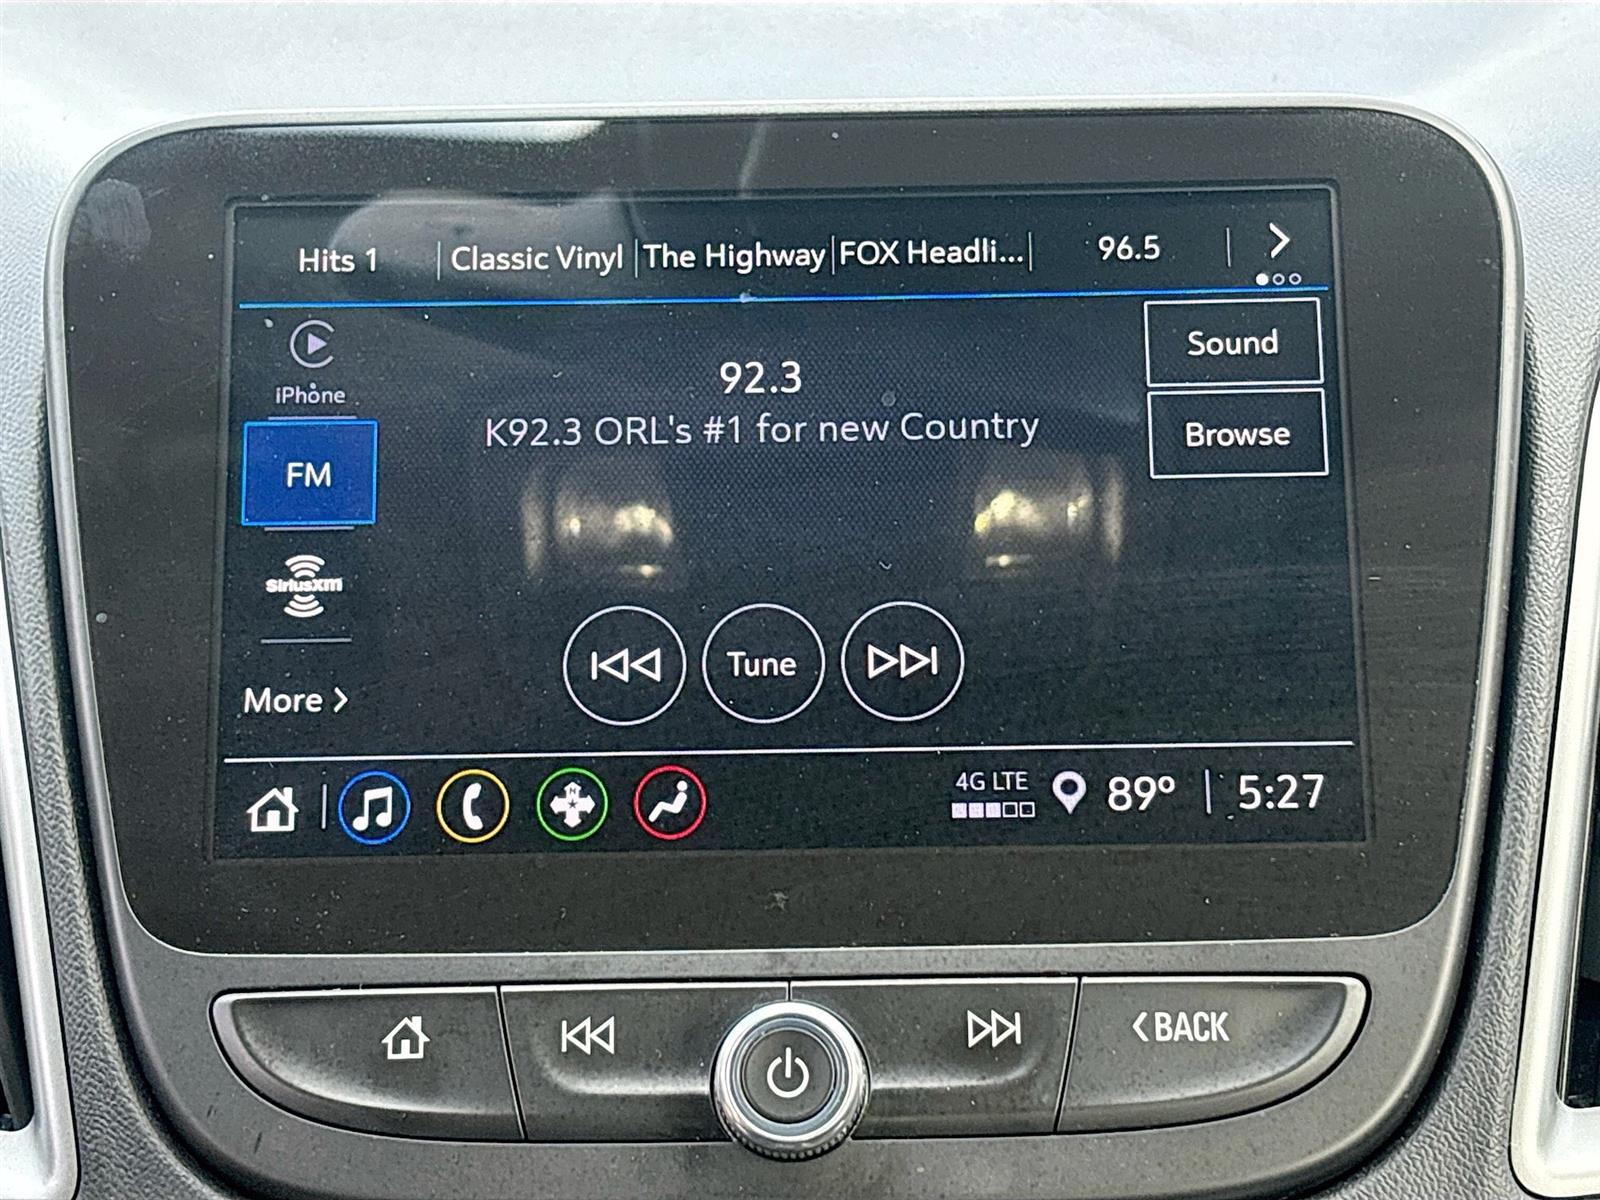 Hits 1
Classic Vinyl
The Highway
FOX Headli...
96.5
iPhone
92.3
Sound
K92.3 ORL's #1 for new Country
Browse
FM
SiriusXM
Tune
More >
4G LTE
89°
5:27
<BACK